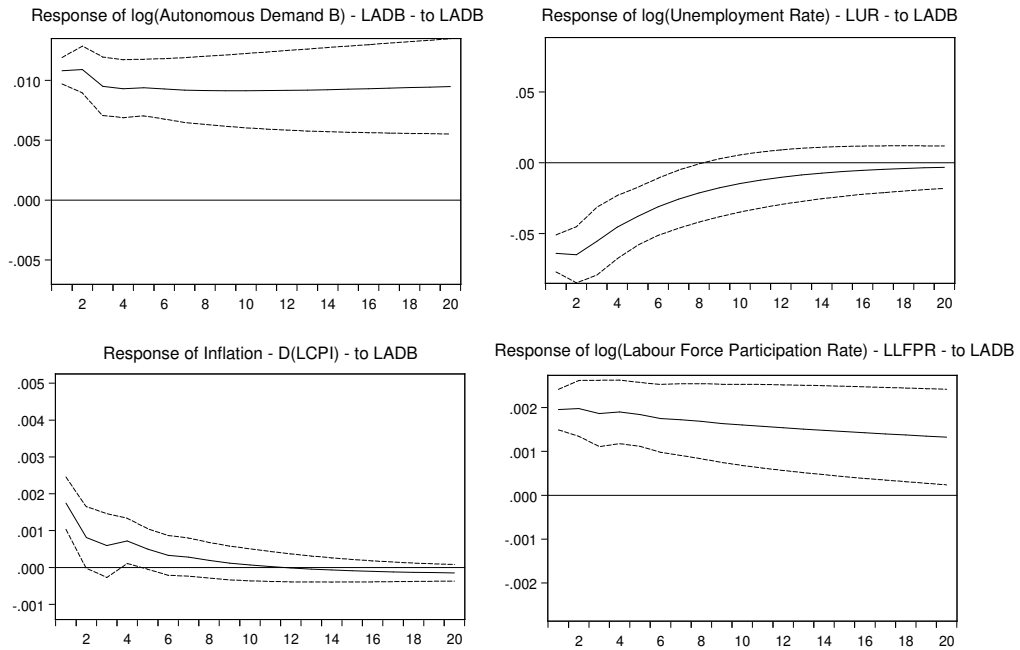 Response of log(Autonomous Demand B) - LADB - to LADB
.010
.005
.000
-.005
2 4 6 8 10 12 14 16 18 20
Response of log(Unemployment Rate) - LUR - to LADB
.05
.00
-.05
2 4 6 8 10 12 14 16 18 20
Response of Inflation - D(LCPI) - to LADB
.005
.004
.003
.002
.001
.000
-.001
2 4 6 8 10 12 14 16 18 20
Response of log(Labour Force Participation Rate) - LLFPR - to LADB
.002
.001
.000
-.001
-.002
2 4 6 8 10 12 14 16 18 20